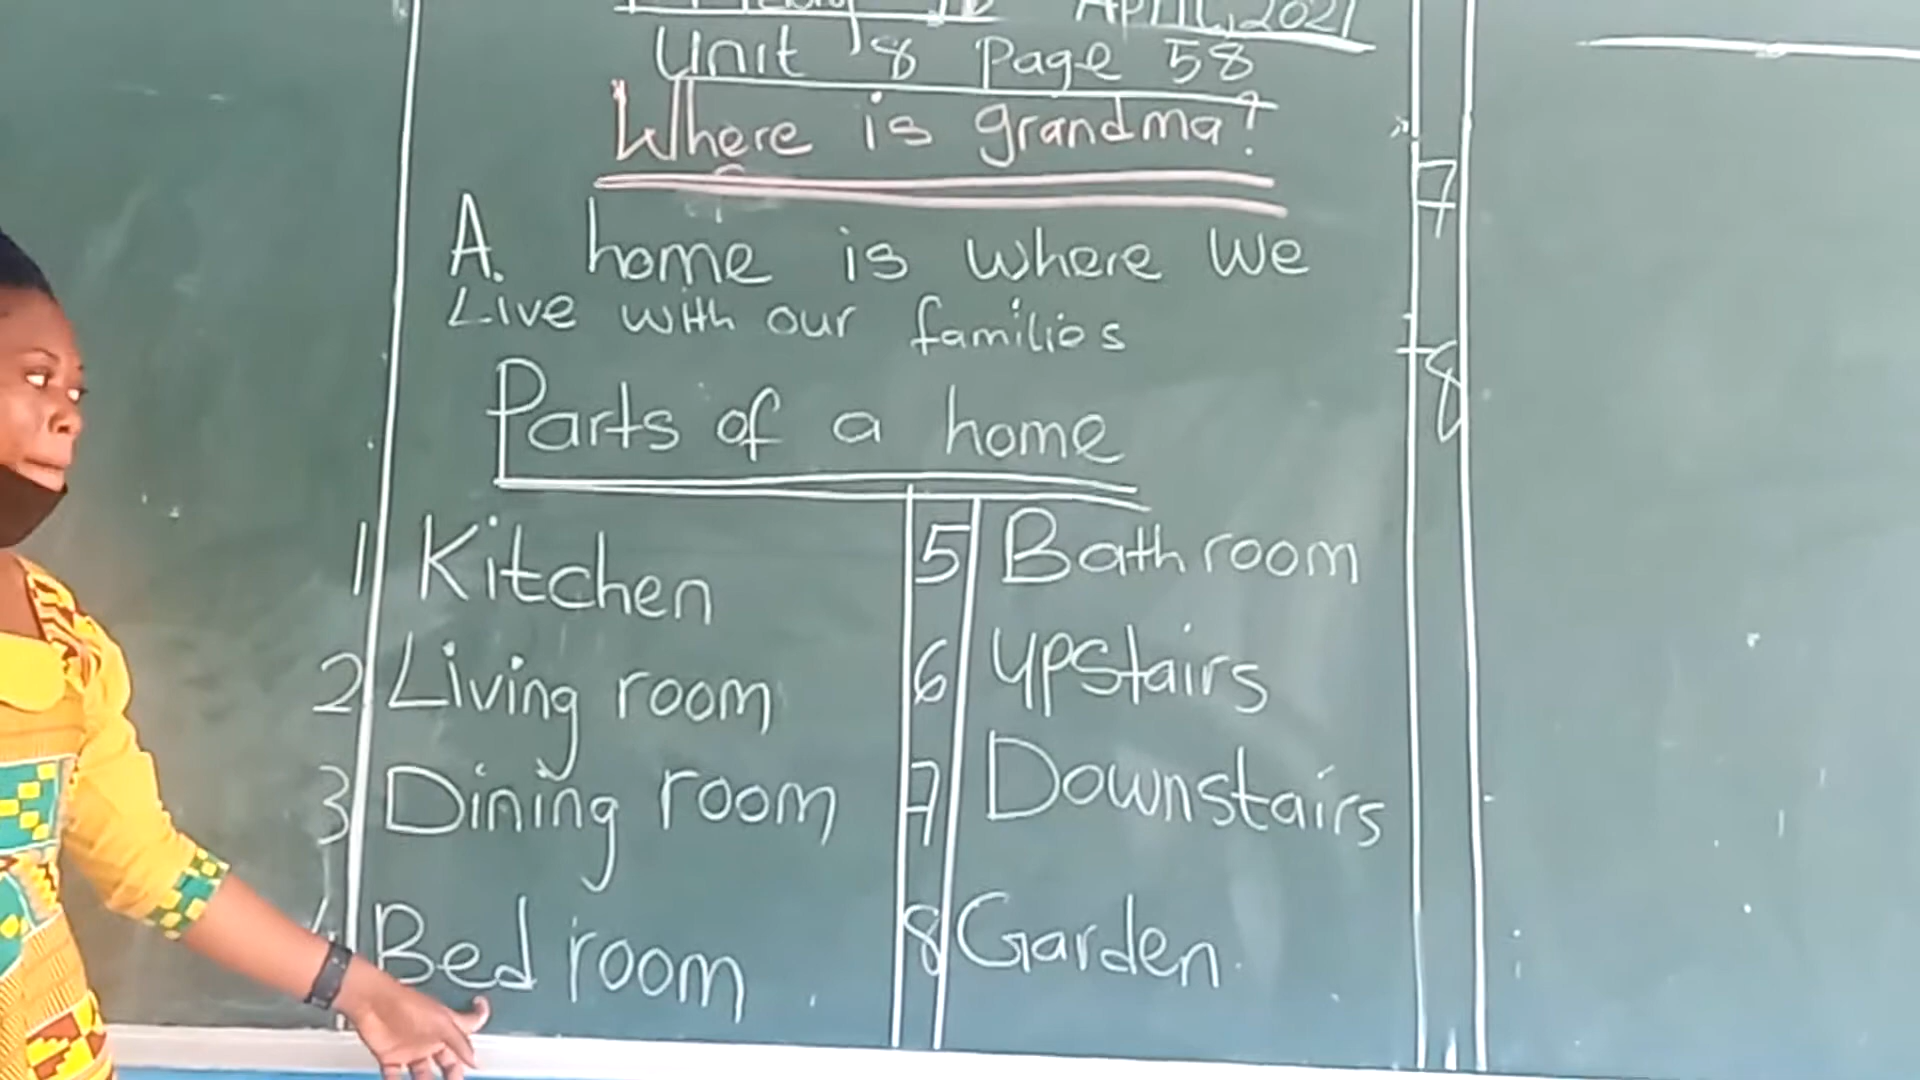 April, 2021
Unit 8 Page 58
Where is grandma?
A. home is where we
Live with our families
Parts of a home
1 Kitchen
2 Living room
3 Dining room
4 Bed room
5 Bathroom
6 Upstairs
7 Downstairs
8 Garden
7
8